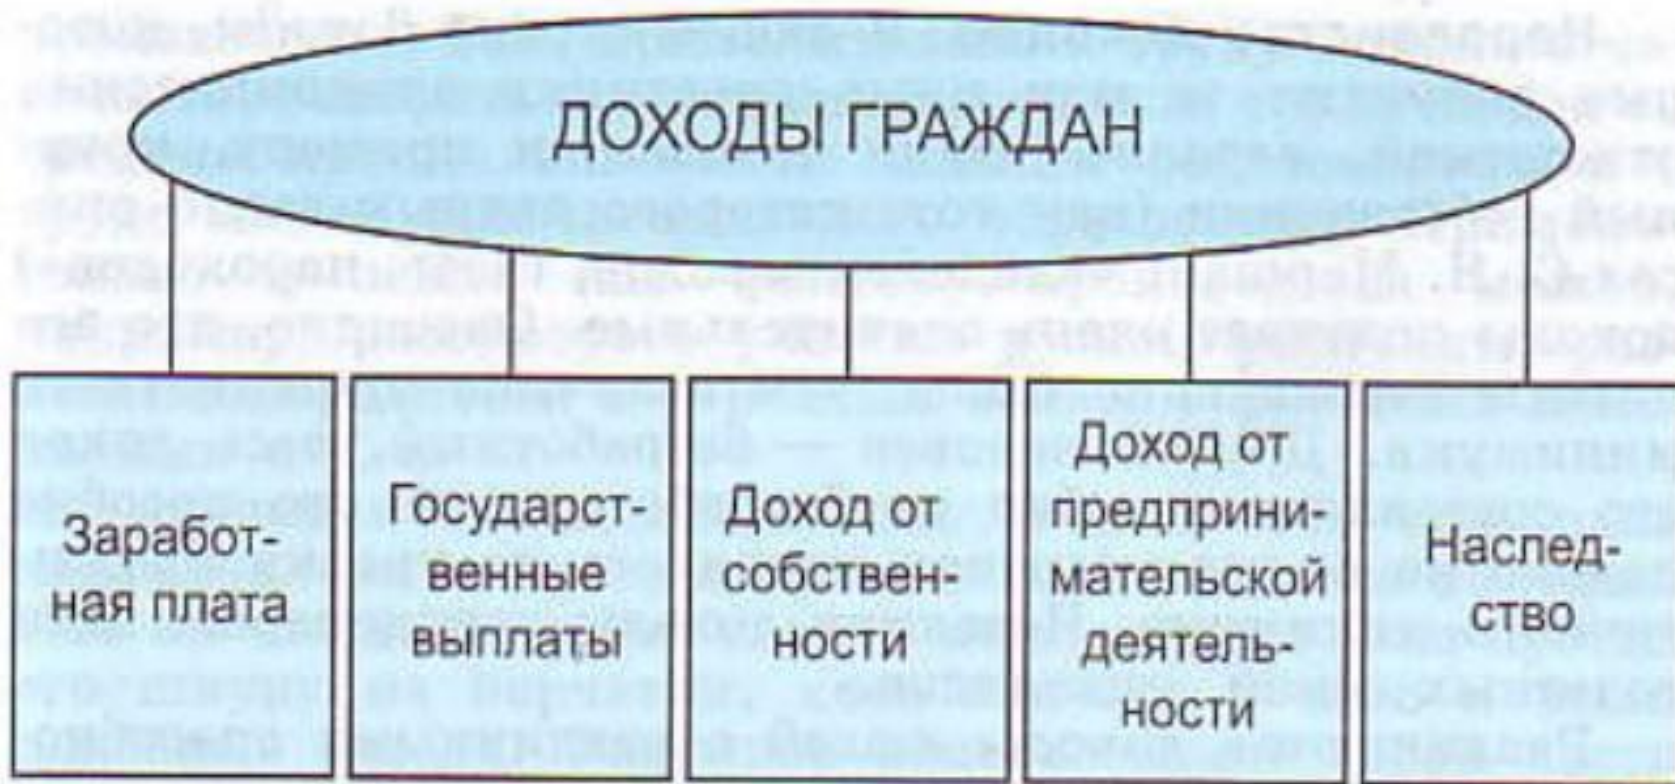 ДОХОДЫ ГРАЖДАН
Заработ-
ная плата
Государст-
венные
выплаты
Доход от
собствен-
ности
Доход от
предприни-
мательской
деятель-
ности
Наслед-
ство